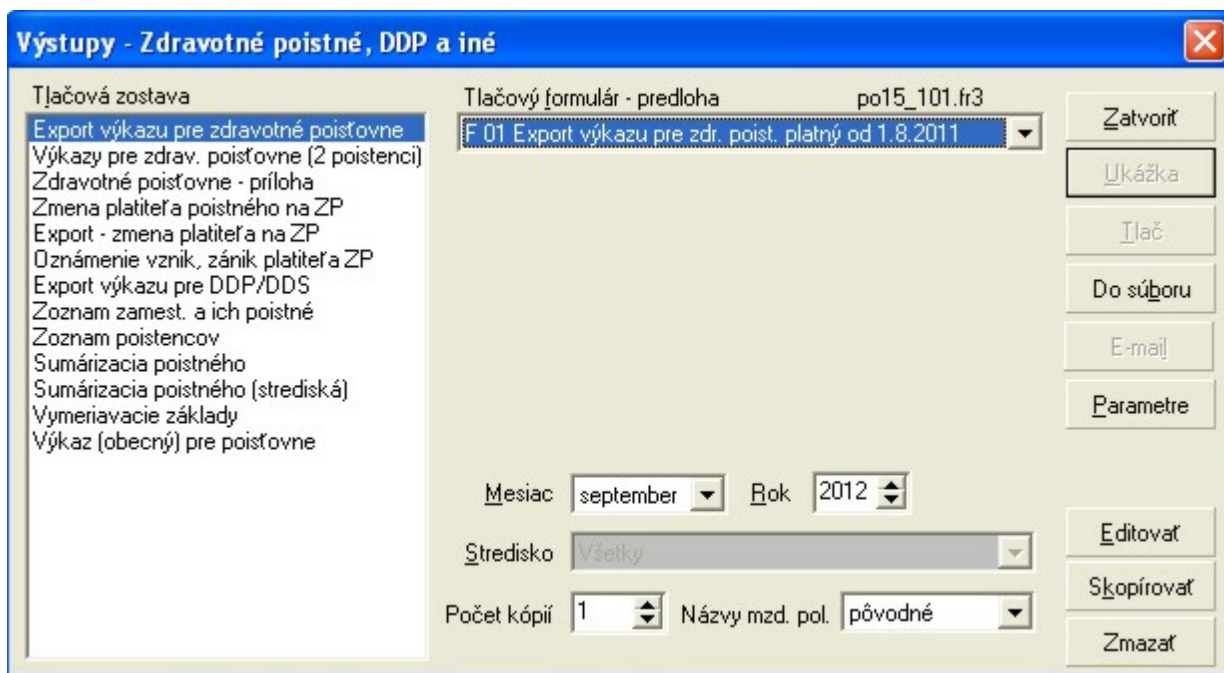 Výstupy - Zdravotné poistné, DDP a iné
Tlačová zostava
Export výkazu pre zdravotné poisťovne
Výkazy pre zdrav. poisťovne (2 poistenci)
Zdravotné poisťovne - príloha
Zmena platiteľa poistného na ZP
Export - zmena platiteľa na ZP
Oznámenie vznik, zánik platiteľa ZP
Export výkazu pre DDP/DDS
Zoznam zamest. a ich poistné
Zoznam poistencov
Sumárizacia poistného
Sumárizacia poistného (strediská)
Vymeriavacie základy
Výkaz (obecný) pre poisťovne
Tlačový formulár - predloha po15_101.fr3
F 01 Export výkazu pre zdr. poist. platný od 1.8.2011
Mesiac september Rok 2012
Stredisko Všetky
Počet kópií 1 Názvy mzd. pol. pôvodné
Zatvoriť
Ukážka
Tlač
Do súboru
E-mail
Parametre
Editovať
Skopírovať
Zmazať